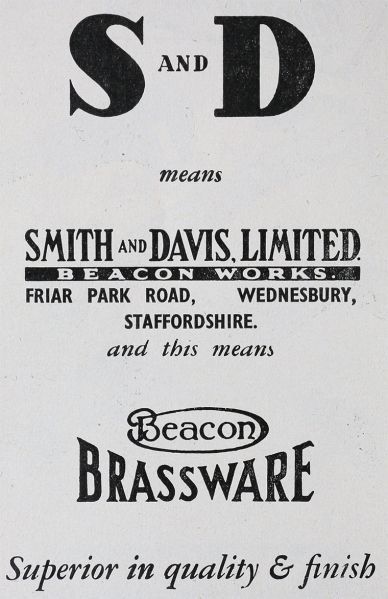 S AND D
means
SMITH AND DAVIS, LIMITED.
BEACON WORKS.
FRIAR PARK ROAD, WEDNESBURY,
STAFFORDSHIRE.
and this means
Beacon
BRASSWARE
Superior in quality & finish